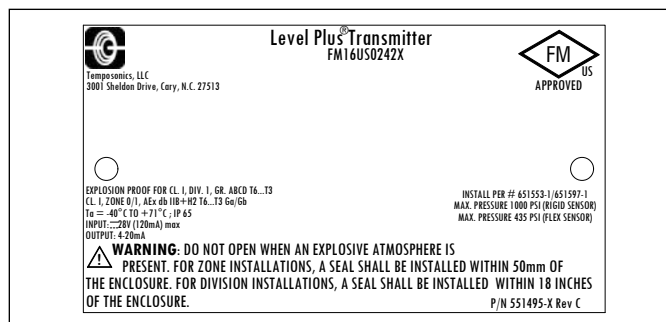 Level Plus® Transmitter
FM16US0242X
FM
US
APPROVED
Temposonics, LLC
3001 Sheldon Drive, Cary, N.C. 27513
EXPLOSION PROOF FOR CL. I, DIV. 1, GR. ABCD T6...T3
CL. I, ZONE 0/1, AEx db IIB+H2 T6...T3 Ga/Gb
Ta = -40°C TO +71°C ; IP 65
INPUT: ⎓28V (120mA) max
OUTPUT: 4-20mA
INSTALL PER # 651553-1/651597-1
MAX. PRESSURE 1000 PSI (RIGID SENSOR)
MAX. PRESSURE 435 PSI (FLEX SENSOR)
WARNING: DO NOT OPEN WHEN AN EXPLOSIVE ATMOSPHERE IS
PRESENT. FOR ZONE INSTALLATIONS, A SEAL SHALL BE INSTALLED WITHIN 50mm OF
THE ENCLOSURE. FOR DIVISION INSTALLATIONS, A SEAL SHALL BE INSTALLED WITHIN 18 INCHES
OF THE ENCLOSURE.
P/N 551495-X Rev C